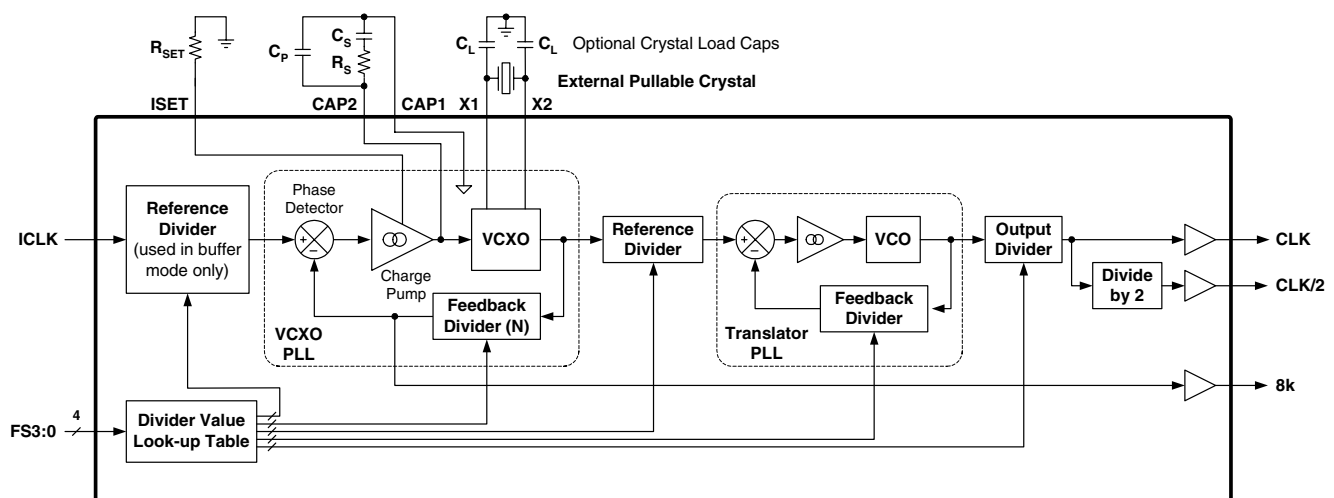 RSET
CP
CS
RS
CL
CL
Optional Crystal Load Caps
External Pullable Crystal
ISET
CAP2
CAP1
X1
X2
ICLK
Reference
Divider
(used in buffer
mode only)
Phase
Detector
+
−
Charge
Pump
VCXO
Feedback
Divider (N)
VCXO
PLL
Reference
Divider
+
−
VCO
Feedback
Divider
Translator
PLL
Output
Divider
Divide
by 2
CLK
CLK/2
8k
FS3:0
4
Divider Value
Look-up Table